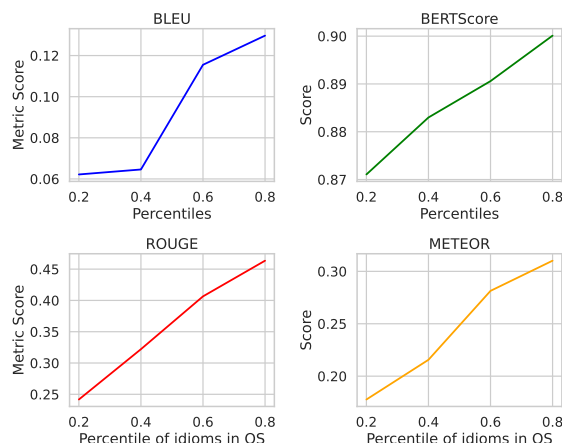 BLEU
Metric Score
0.12
0.10
0.08
0.06
0.2 0.4 0.6 0.8
Percentiles
BERTScore
Score
0.90
0.89
0.88
0.87
0.2 0.4 0.6 0.8
Percentiles
ROUGE
Metric Score
0.45
0.40
0.35
0.30
0.25
0.2 0.4 0.6 0.8
Percentile of idioms in OS
METEOR
Score
0.30
0.25
0.20
0.2 0.4 0.6 0.8
Percentile of idioms in OS